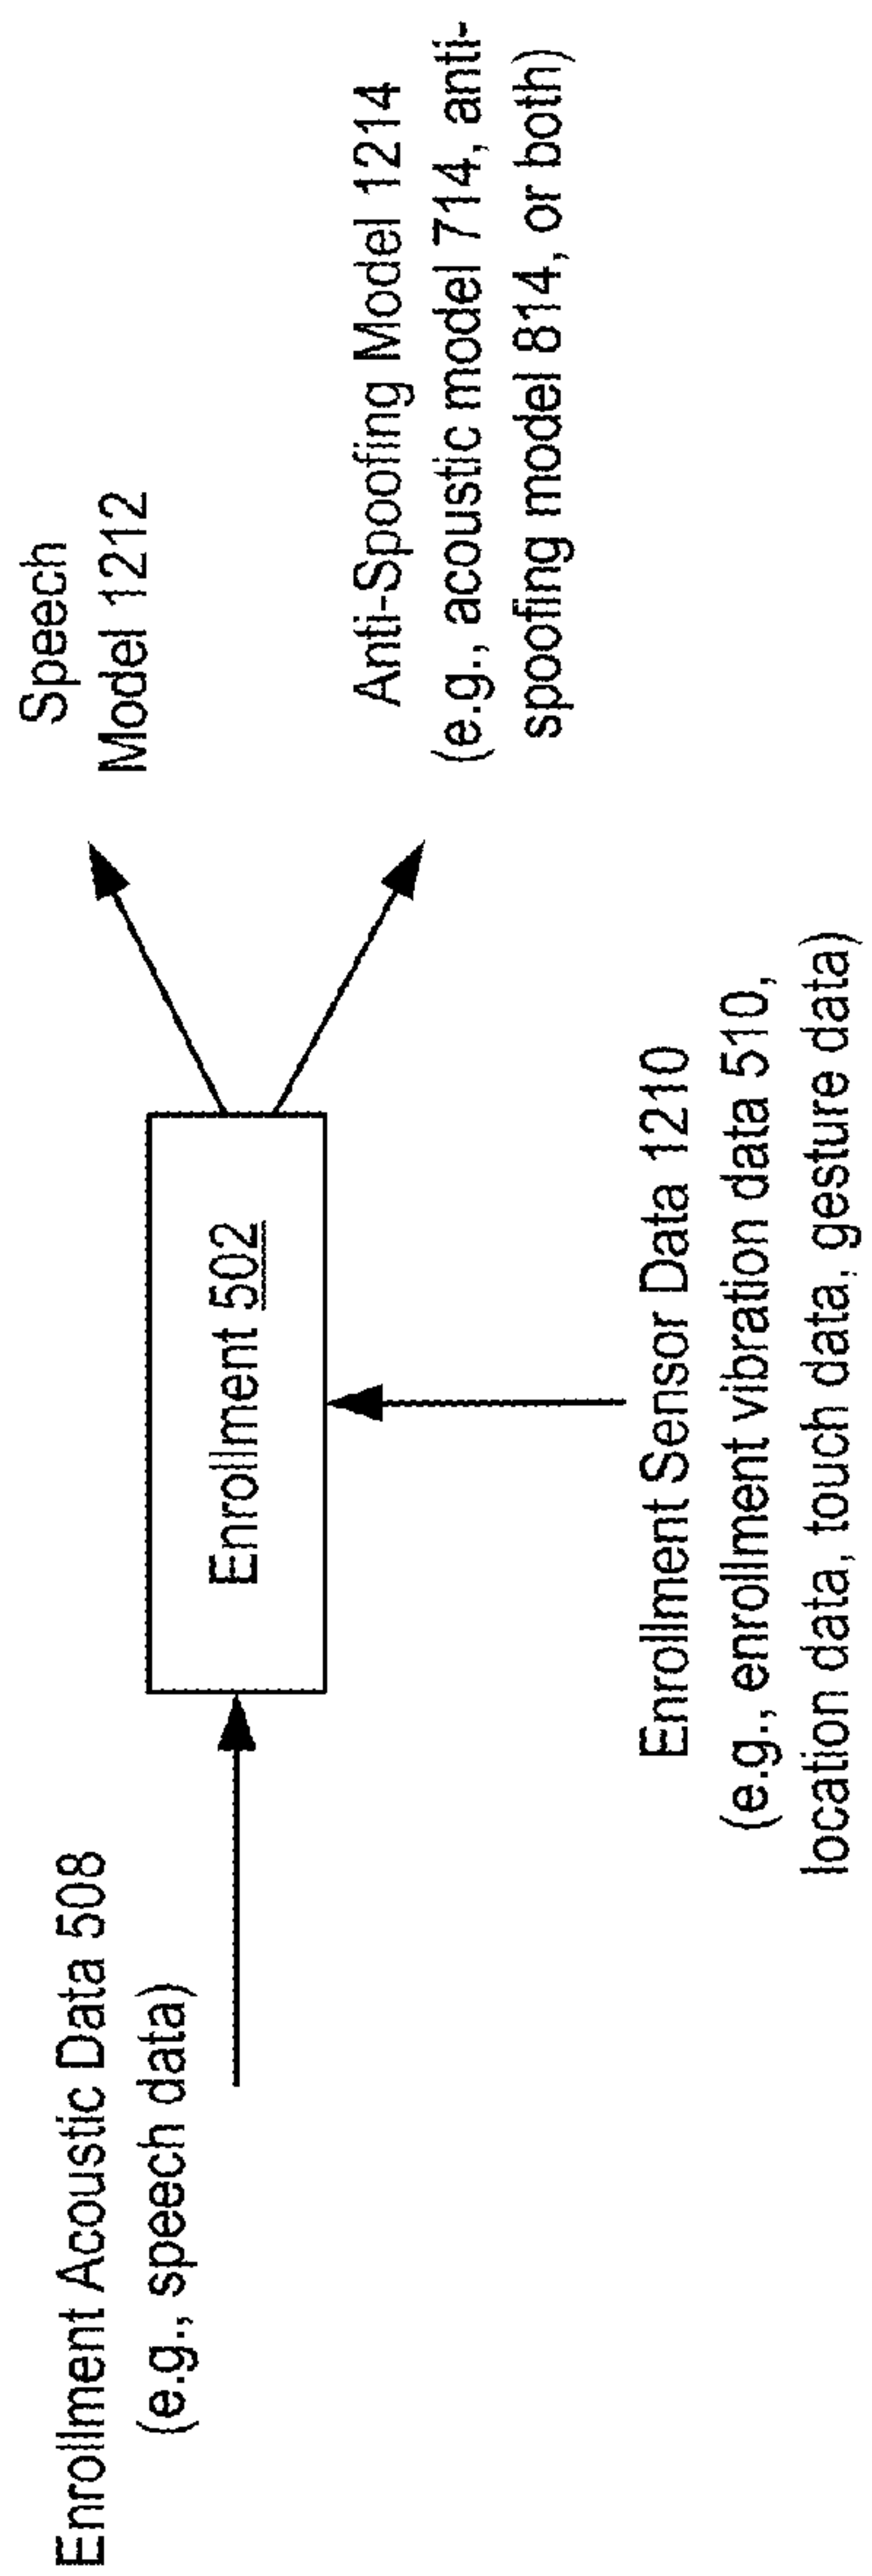 Enrollment Acoustic Data 508
(e.g., speech data)
Enrollment 502
Enrollment Sensor Data 1210
(e.g., enrollment vibration data 510,
location data, touch data, gesture data)
Speech
Model 1212
Anti-Spoofing Model 1214
(e.g., acoustic model 714, anti-
spoofing model 814, or both)